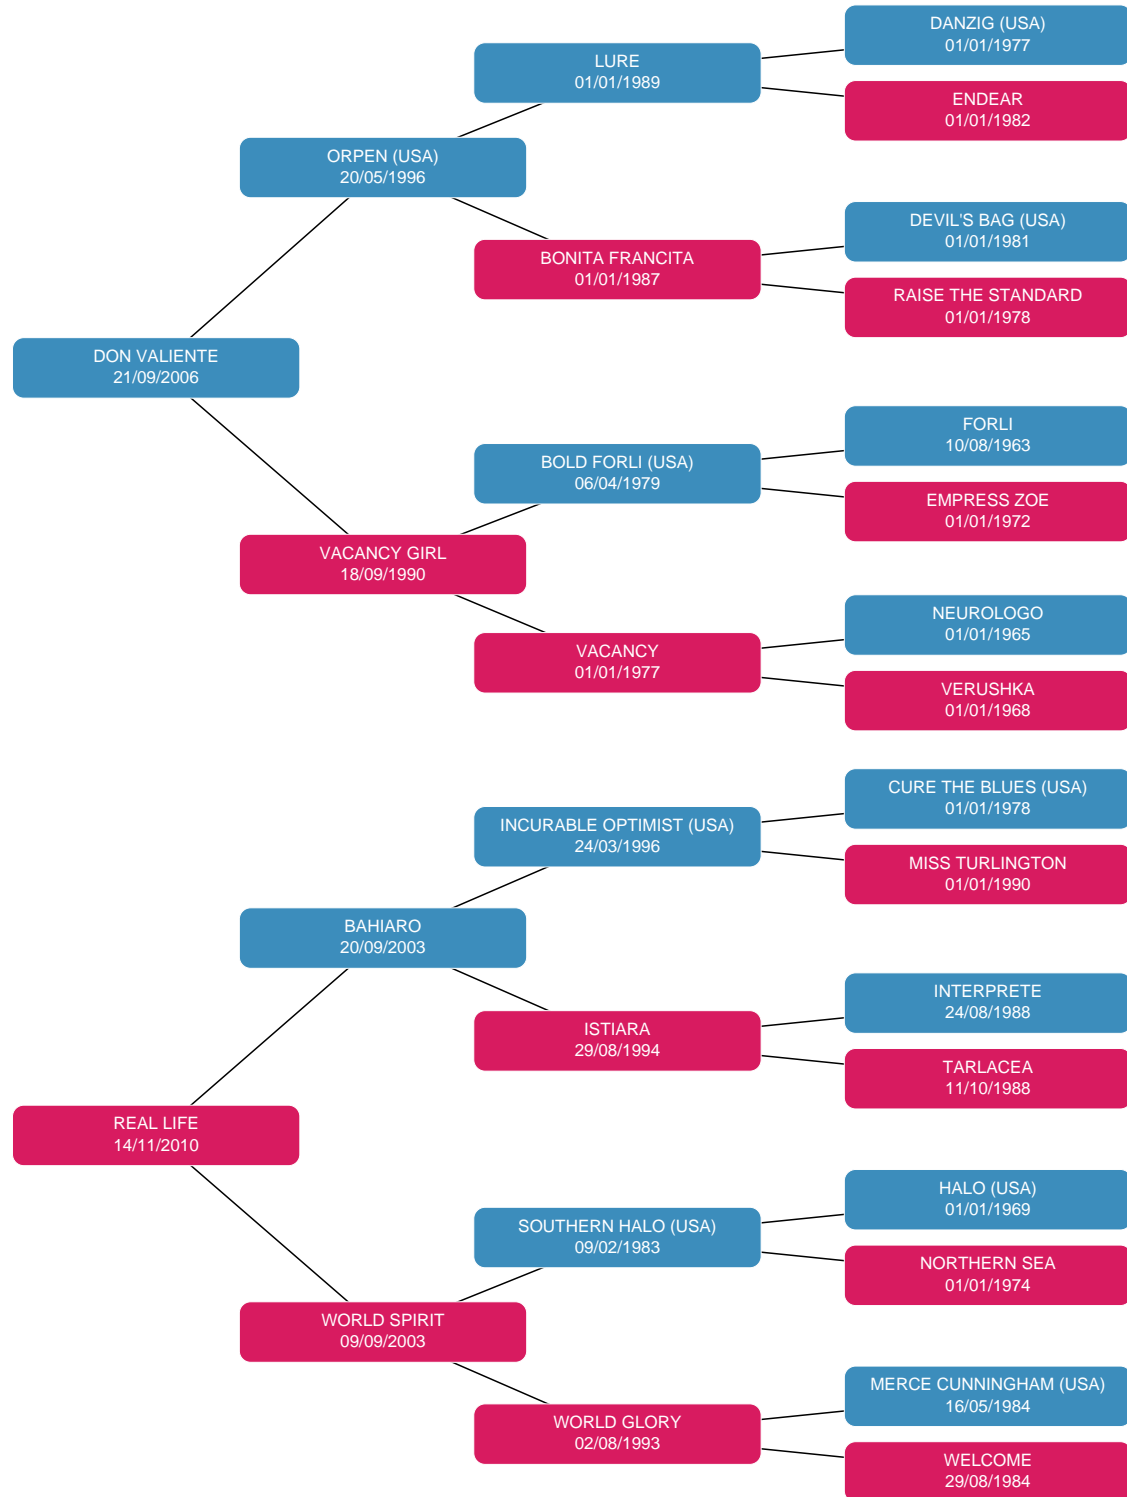 DANZIG (USA)
01/01/1977
LURE
01/01/1989
ENDEAR
01/01/1982
ORPEN (USA)
20/05/1996
DEVIL'S BAG (USA)
01/01/1981
BONITA FRANCITA
01/01/1987
RAISE THE STANDARD
01/01/1978
DON VALIENTE
21/09/2006
FORLI
10/08/1963
BOLD FORLI (USA)
06/04/1979
EMPRESS ZOE
01/01/1972
VACANCY GIRL
18/09/1990
NEUROLOGO
01/01/1965
VACANCY
01/01/1977
VERUSHKA
01/01/1968
CURE THE BLUES (USA)
01/01/1978
INCURABLE OPTIMIST (USA)
24/03/1996
MISS TURLINGTON
01/01/1990
BAHIARO
20/09/2003
INTERPRETE
24/08/1988
ISTIARA
29/08/1994
TARLACEA
11/10/1988
REAL LIFE
14/11/2010
HALO (USA)
01/01/1969
SOUTHERN HALO (USA)
09/02/1983
NORTHERN SEA
01/01/1974
WORLD SPIRIT
09/09/2003
MERCE CUNNINGHAM (USA)
16/05/1984
WORLD GLORY
02/08/1993
WELCOME
29/08/1984